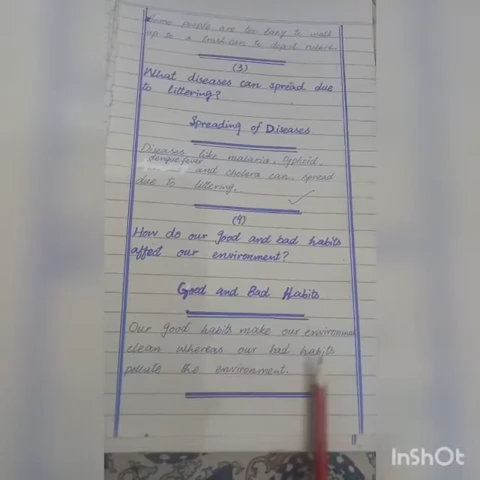 Some people are too lazy to walk
up to a trash can to discard rubbish.
(3)
What diseases can spread due
to littering?
Spreading of Diseases
Diseases like malaria, typhoid,
dengue fever and cholera can spread
due to littering.
(4)
How do our good and bad habits
affect our environment?
Good and Bad Habits
Our good habits make our environment
clean whereas our bad habits
pollute the environment.
InShOt